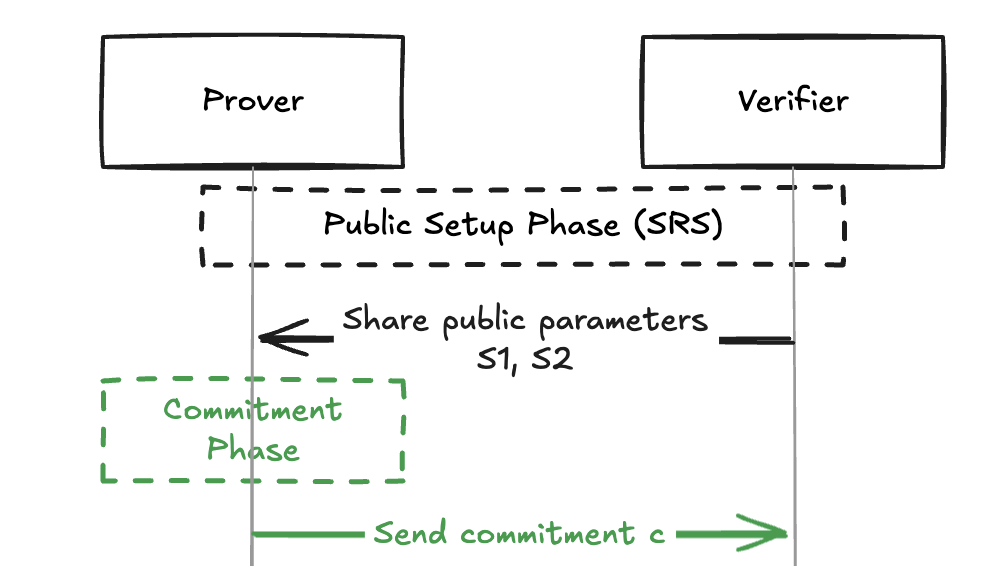 Prover
Verifier
Public Setup Phase (SRS)
Share public parameters
S1, S2
Commitment
Phase
Send commitment c